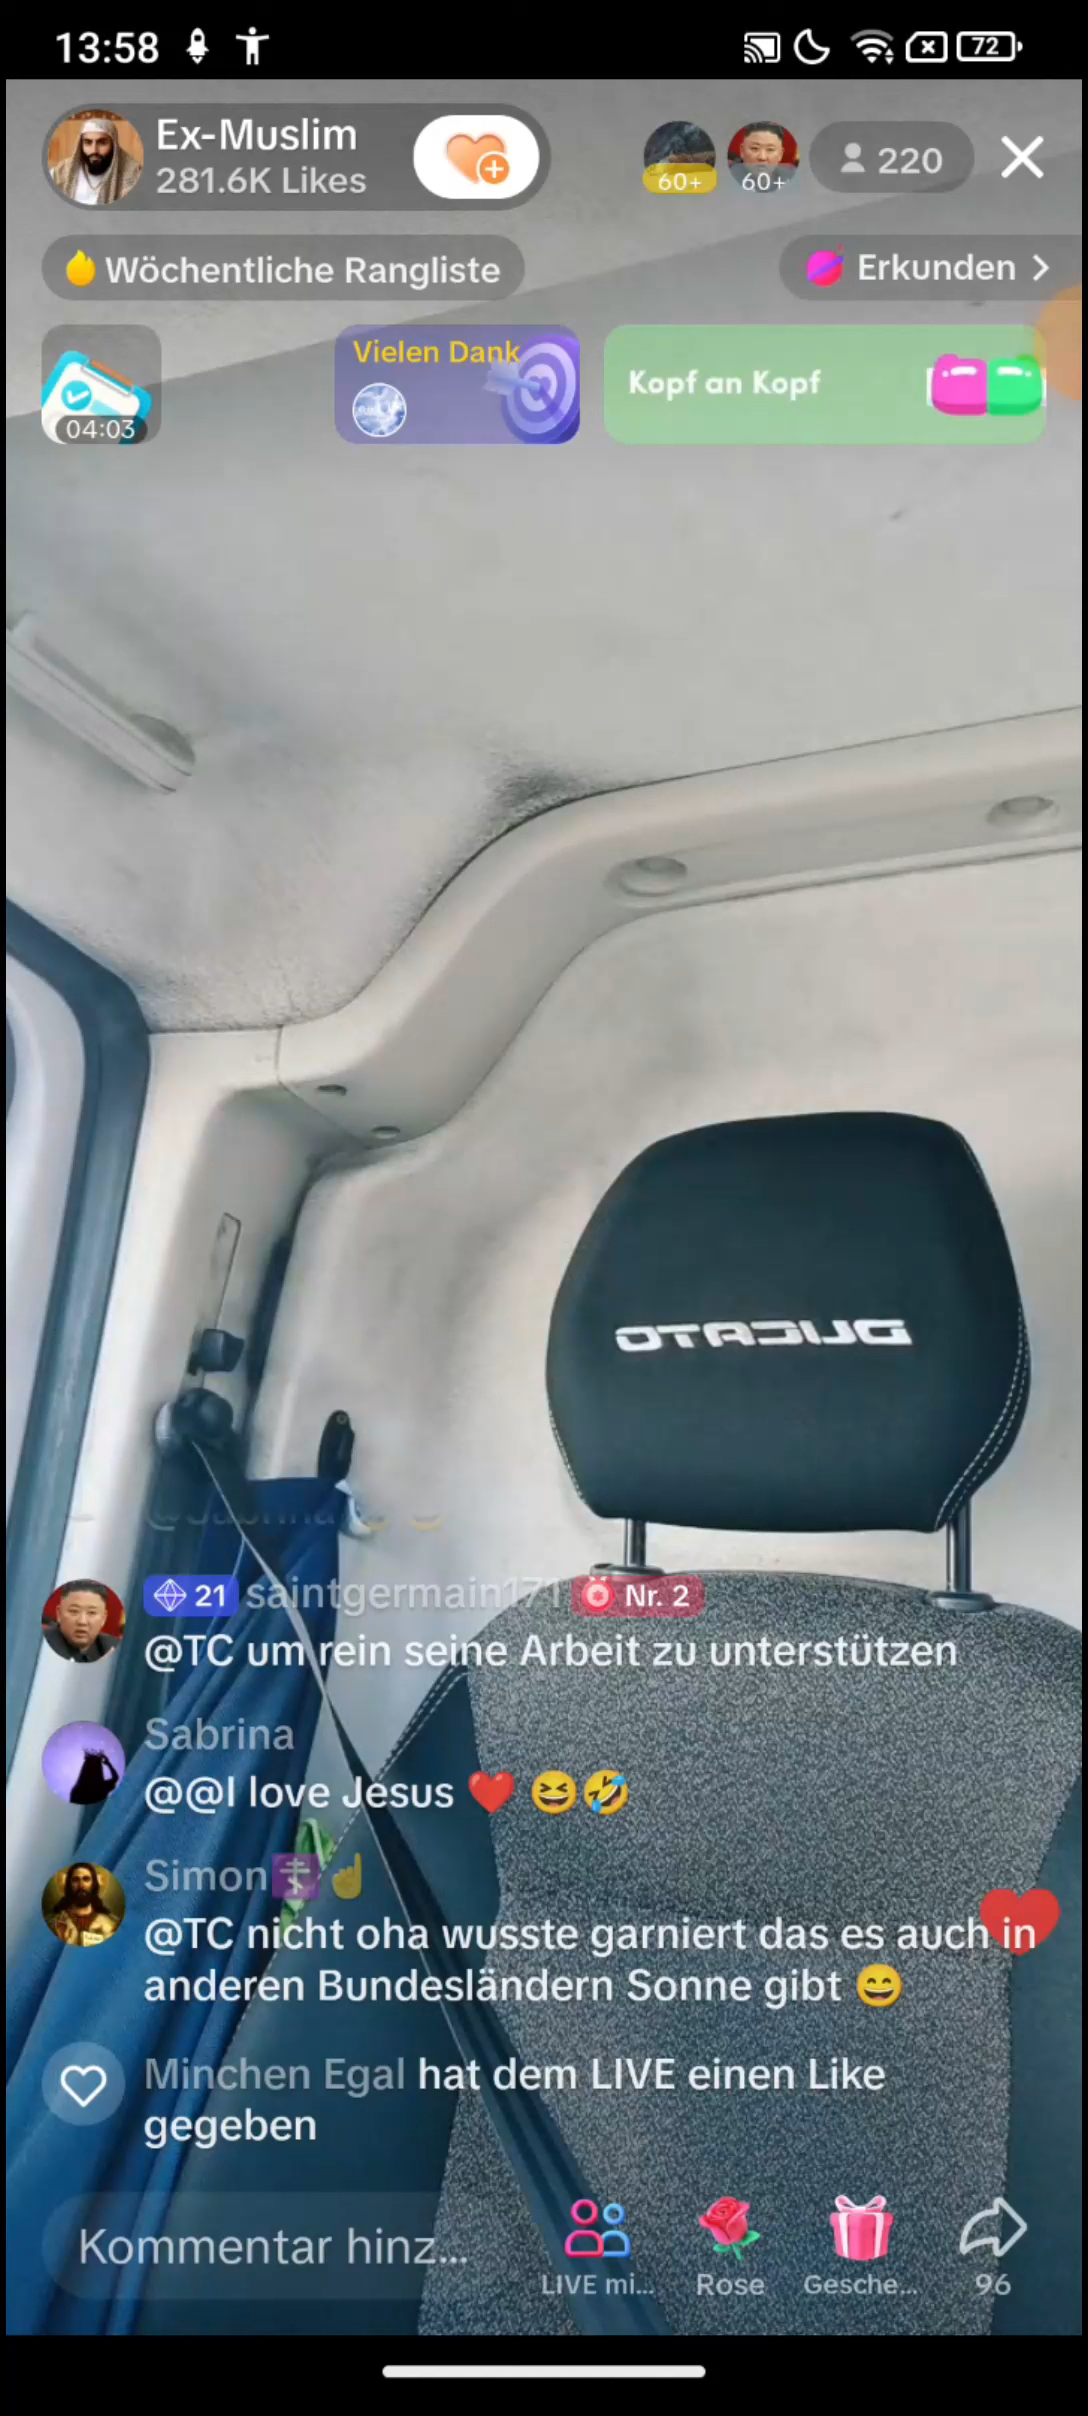 13:58
72
Ex-Muslim
281.6K Likes
60+
60+
220
Wöchentliche Rangliste
Erkunden >
04:03
Vielen Dank
Kopf an Kopf
DUCATO
21 saintgermain171 Nr. 2
@TC um rein seine Arbeit zu unterstützen
Sabrina
@@I love Jesus ❤️ 😆🤣
Simon☦️☝️
@TC nicht oha wusste garniert das es auch in
anderen Bundesländern Sonne gibt 😄
Minchen Egal hat dem LIVE einen Like
gegeben
Kommentar hinz...
LIVE mi...
Rose
Gesche...
96